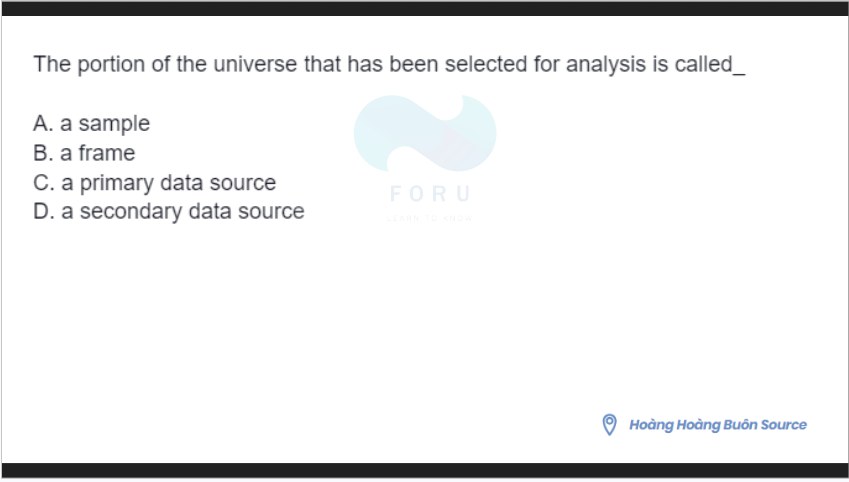 The portion of the universe that has been selected for analysis is called_
A. a sample
B. a frame
C. a primary data source
D. a secondary data source
FORU
Hoàng Hoàng Buôn Source